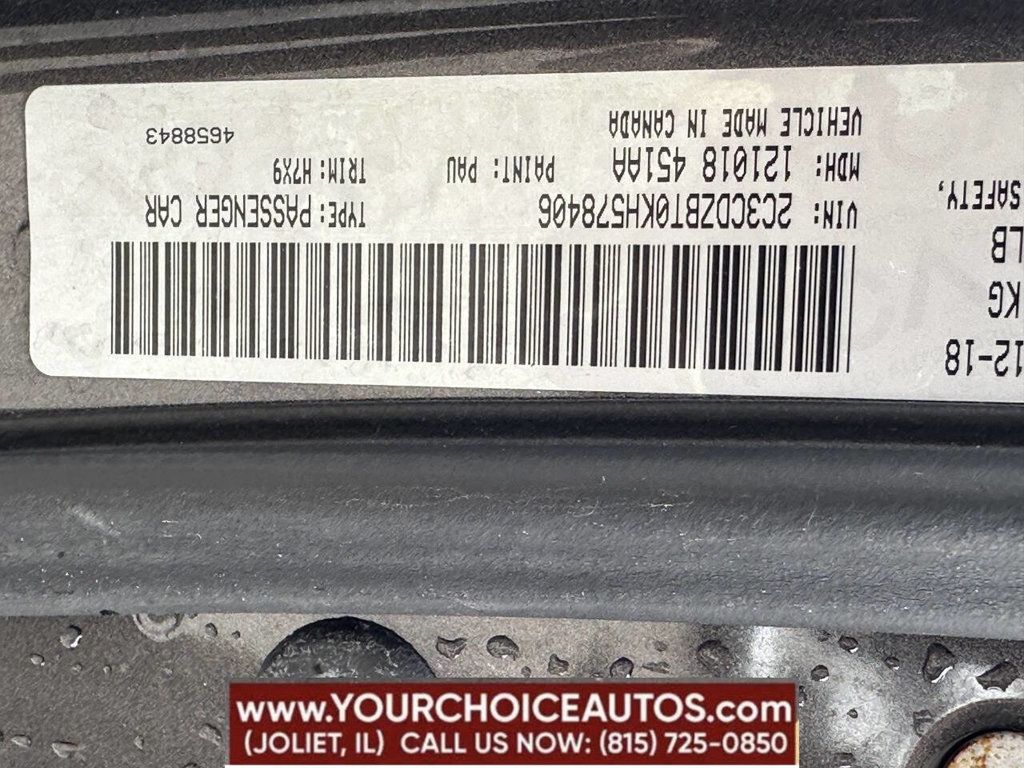 12-18
KG
LB
SAFETY,
VIN: 2C3CDZBT0KH578406 TYPE: PASSENGER CAR
MDH: 121018 451AA PAINT: PAU TRIM: H7X9
VEHICLE MADE IN CANADA 4658843
www.YOURCHOICEAUTOS.com
(JOLIET, IL) CALL US NOW: (815) 725-0850